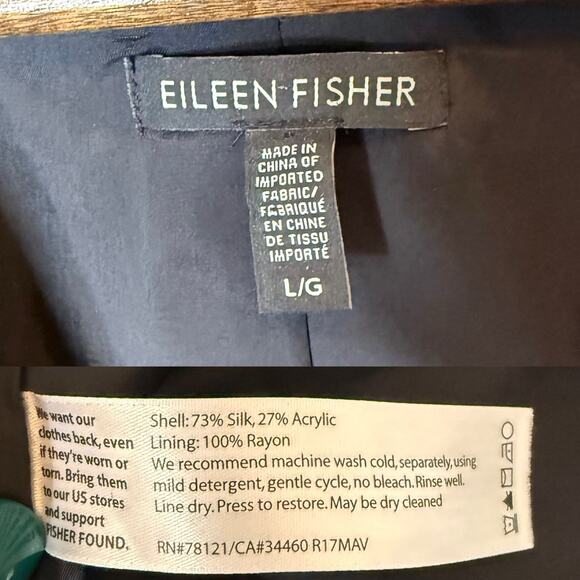 EILEEN FISHER
MADE IN
CHINA OF
IMPORTED
FABRIC/
FABRIQUÉ
EN CHINE
DE TISSU
IMPORTÉ
L/G
We want our
clothes back, even
if they're worn or
torn. Bring them
to our US stores
and support
FISHER FOUND.
Shell: 73% Silk, 27% Acrylic
Lining: 100% Rayon
We recommend machine wash cold, separately, using
mild detergent, gentle cycle, no bleach. Rinse well.
Line dry. Press to restore. May be dry cleaned
RN#78121/CA#34460 R17MAV